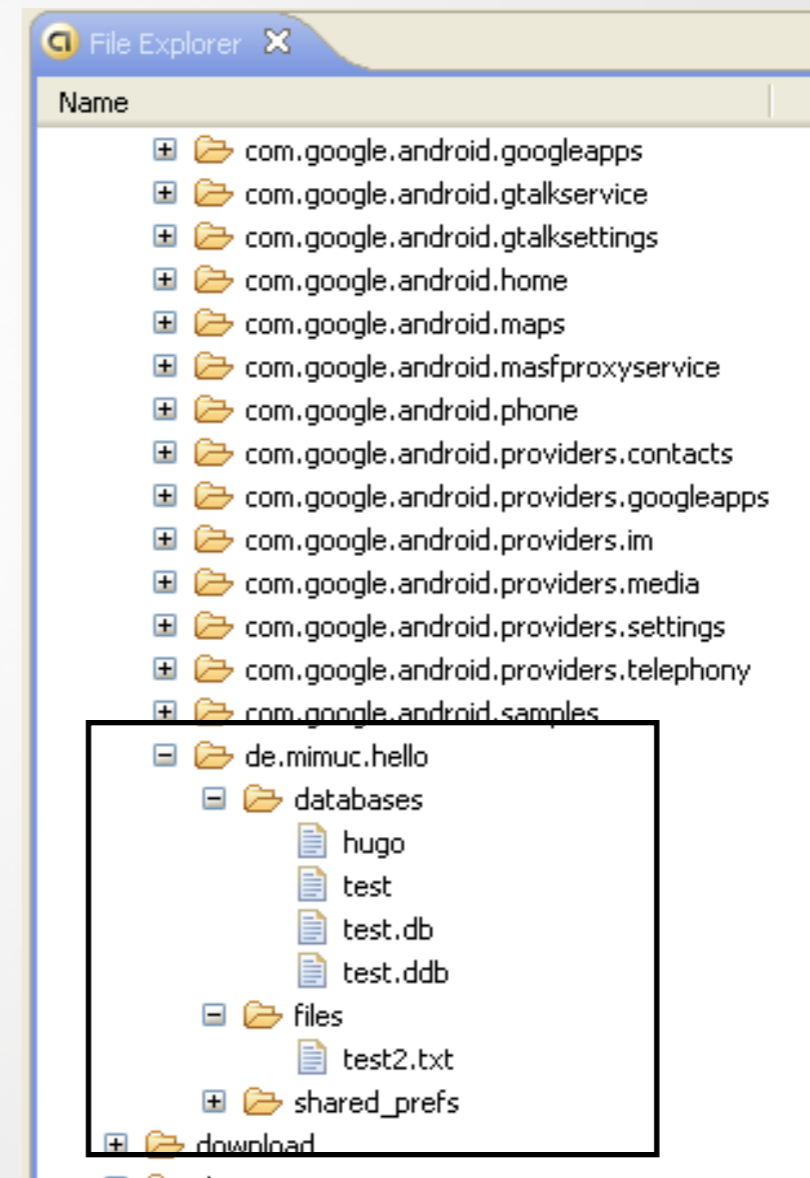 File Explorer
Name
com.google.android.googleapps
com.google.android.gtalkservice
com.google.android.gtalksettings
com.google.android.home
com.google.android.maps
com.google.android.masfproxyservice
com.google.android.phone
com.google.android.providers.contacts
com.google.android.providers.googleapps
com.google.android.providers.im
com.google.android.providers.media
com.google.android.providers.settings
com.google.android.providers.telephony
com.google.android.samples
de.mimuc.hello
databases
hugo
test
test.db
test.ddb
files
test2.txt
shared_prefs
download